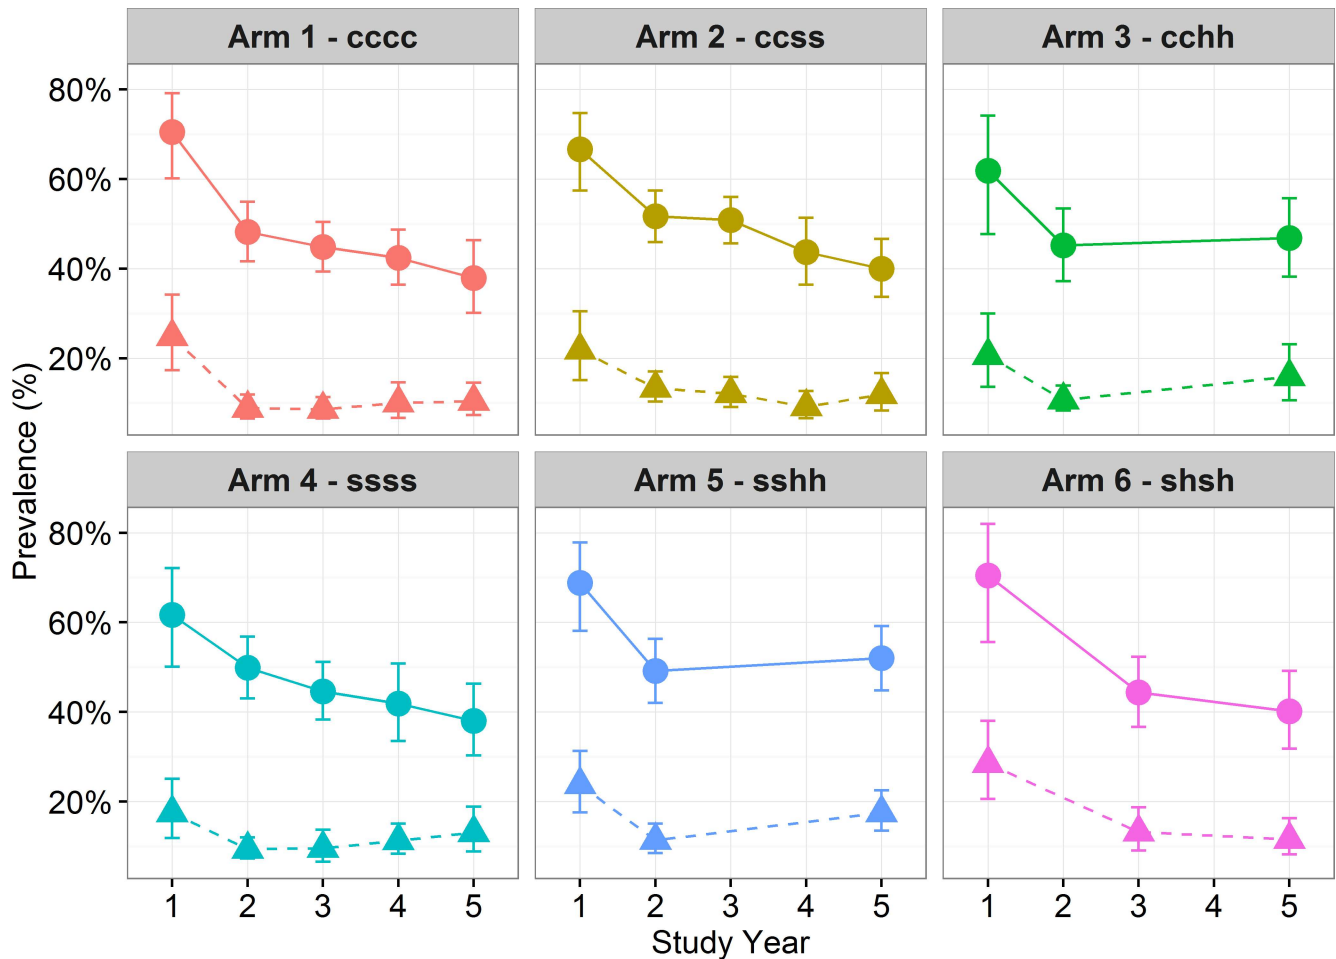 Arm 1 - cccc
Arm 2 - ccss
Arm 3 - cchh
80%
60%
40%
20%
Arm 4 - ssss
Arm 5 - sshh
Arm 6 - shsh
80%
60%
40%
20%
Prevalence (%)
1 2 3 4 5
1 2 3 4 5
1 2 3 4 5
Study Year